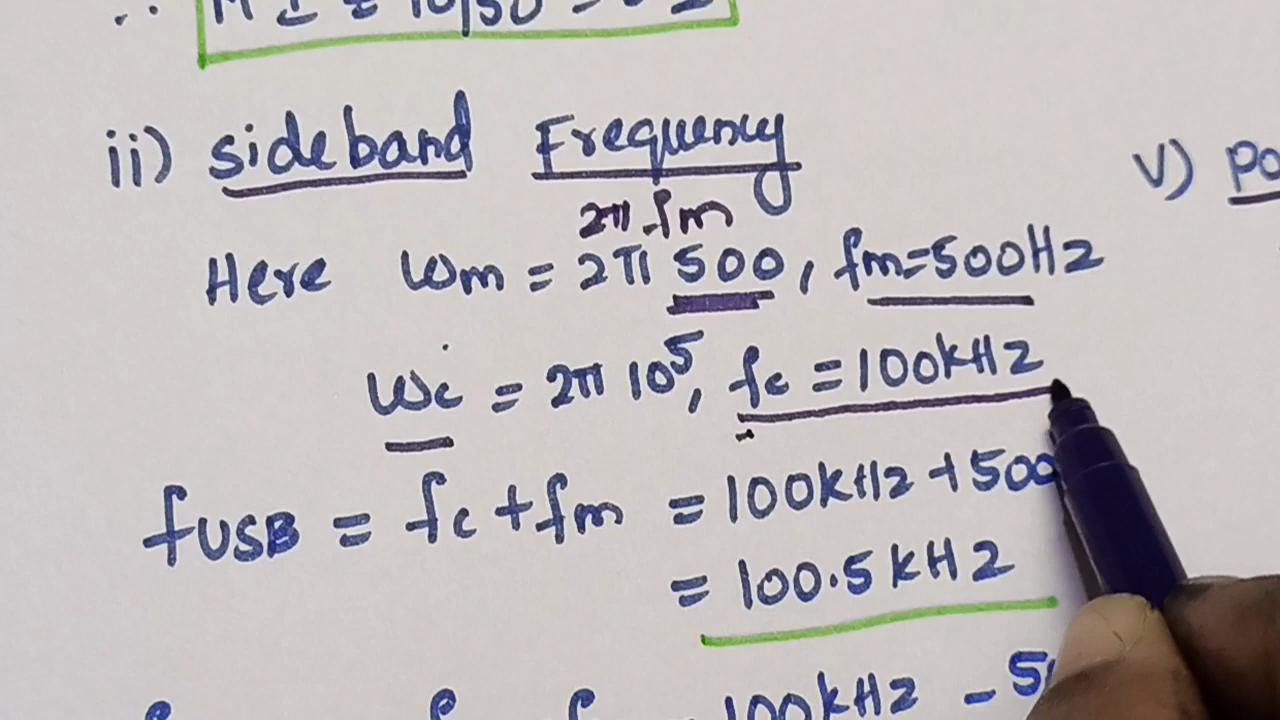 ii) sideband Frequency
2π fm
Here ωm = 2π 500, fm=500Hz
ωc = 2π 10⁵, fc = 100kHz
fUSB = fc + fm = 100kHz + 500
= 100.5 kHz
100kHz -
V)